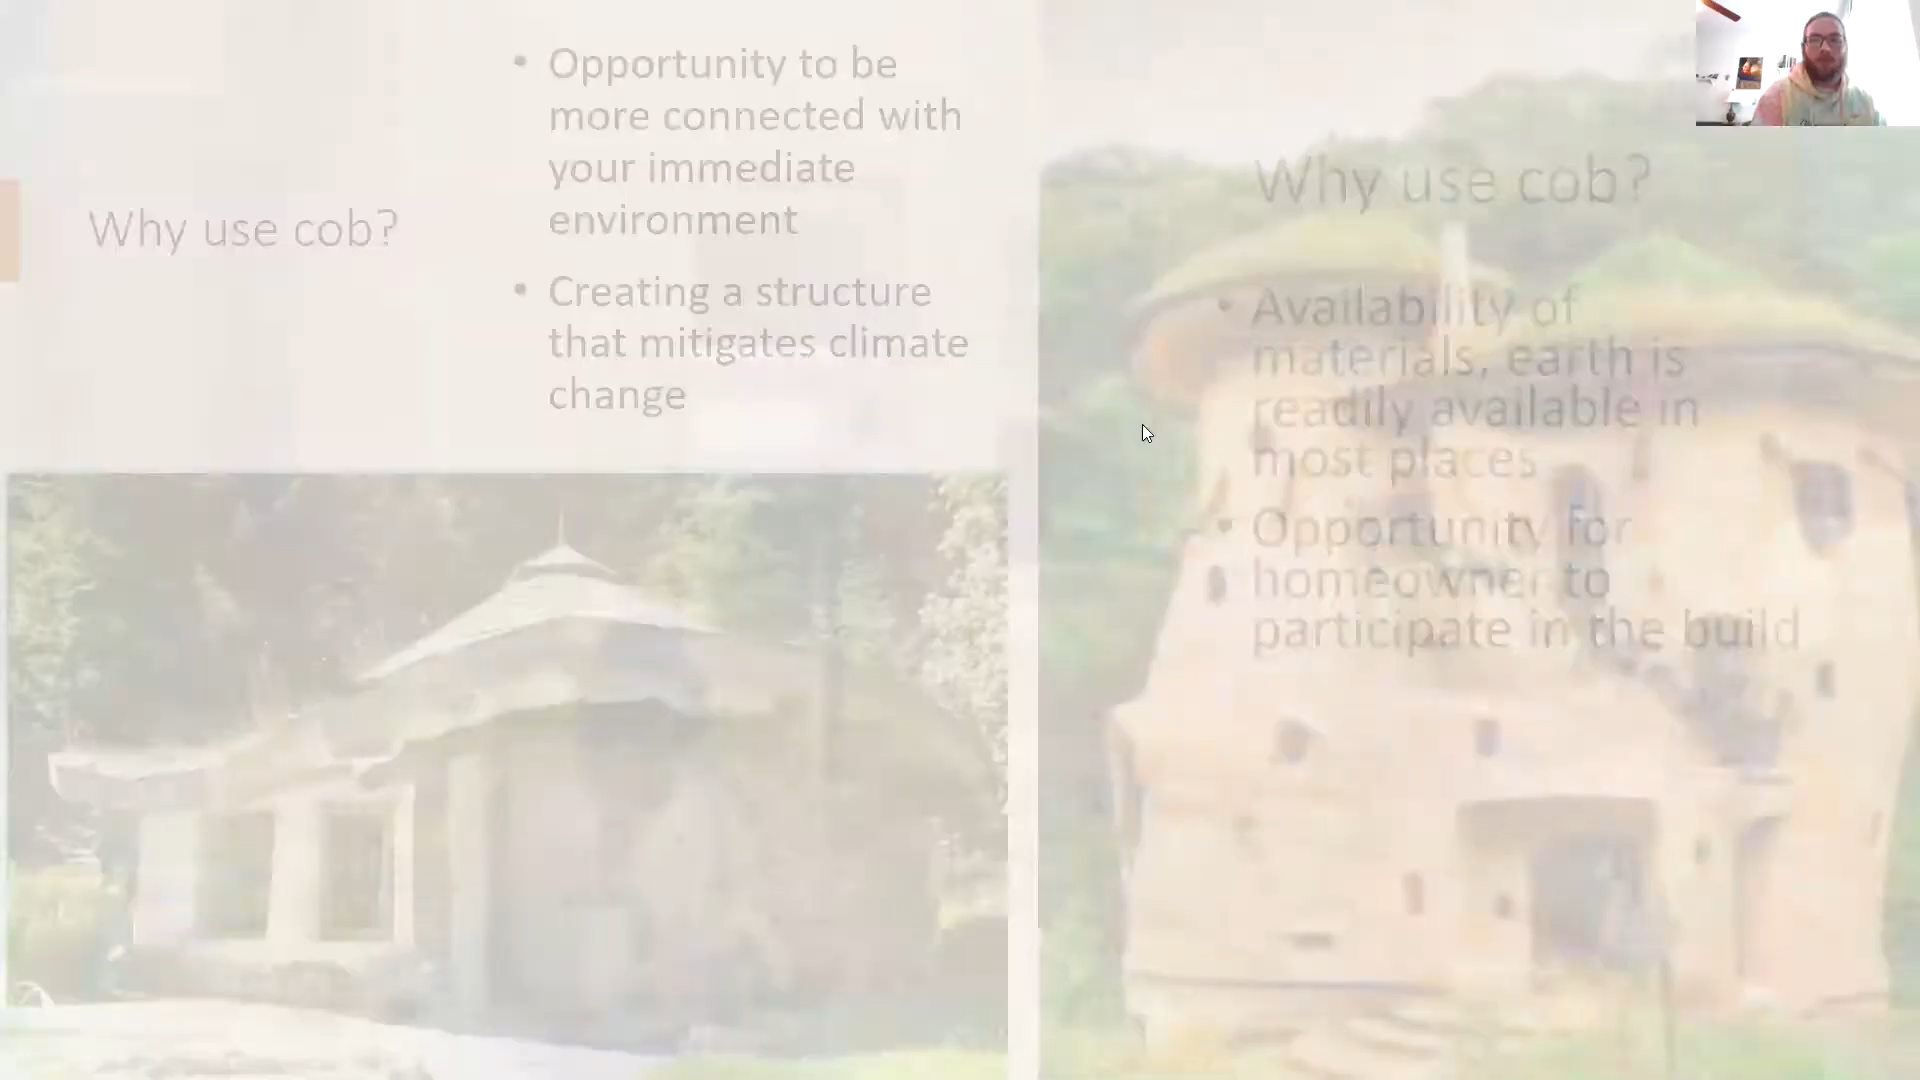 Why use cob?
• Opportunity to be
more connected with
your immediate
environment
• Creating a structure
that mitigates climate
change
Why use cob?
• Availability of
materials, earth is
readily available in
most places
• Opportunity for
homeowner to
participate in the build